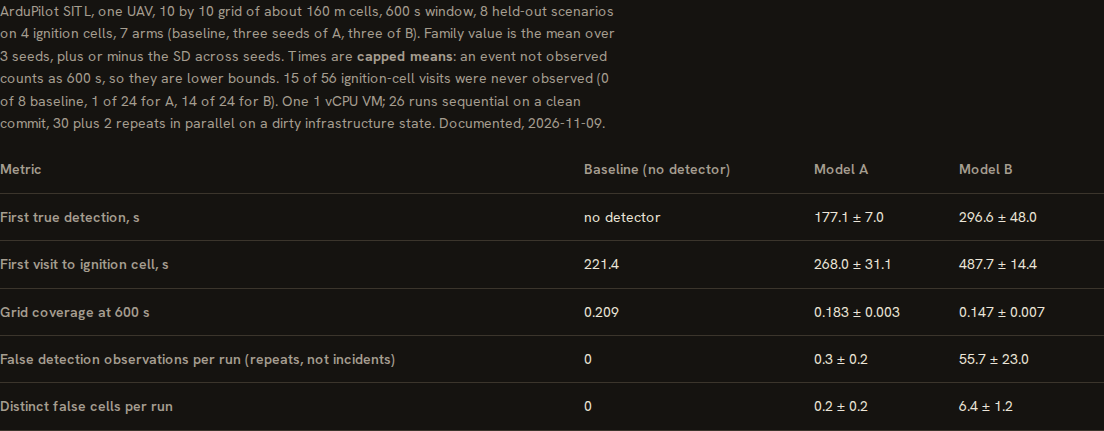 ArduPilot SITL, one UAV, 10 by 10 grid of about 160 m cells, 600 s window, 8 held-out scenarios
on 4 ignition cells, 7 arms (baseline, three seeds of A, three of B). Family value is the mean over
3 seeds, plus or minus the SD across seeds. Times are capped means: an event not observed
counts as 600 s, so they are lower bounds. 15 of 56 ignition-cell visits were never observed (0
of 8 baseline, 1 of 24 for A, 14 of 24 for B). One 1 vCPU VM; 26 runs sequential on a clean
commit, 30 plus 2 repeats in parallel on a dirty infrastructure state. Documented, 2026-11-09.
Metric Baseline (no detector) Model A Model B
First true detection, s no detector 177.1 ± 7.0 296.6 ± 48.0
First visit to ignition cell, s 221.4 268.0 ± 31.1 487.7 ± 14.4
Grid coverage at 600 s 0.209 0.183 ± 0.003 0.147 ± 0.007
False detection observations per run (repeats, not incidents) 0 0.3 ± 0.2 55.7 ± 23.0
Distinct false cells per run 0 0.2 ± 0.2 6.4 ± 1.2